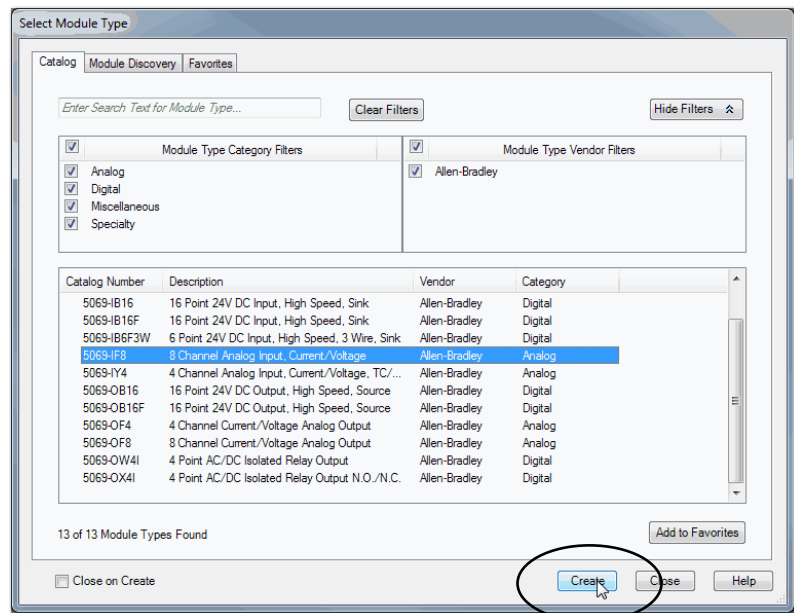 Select Module Type
Catalog Module Discovery Favorites
Enter Search Text for Module Type... Clear Filters Hide Filters
Module Type Category Filters Module Type Vendor Filters
Analog Allen-Bradley
Digital
Miscellaneous
Specialty
Catalog Number Description Vendor Category
5069-IB16 16 Point 24V DC Input, High Speed, Sink Allen-Bradley Digital
5069-IB16F 16 Point 24V DC Input, High Speed, Sink Allen-Bradley Digital
5069-IB6F3W 6 Point 24V DC Input, High Speed, 3 Wire, Sink Allen-Bradley Digital
5069-IF8 8 Channel Analog Input, Current/Voltage Allen-Bradley Analog
5069-IY4 4 Channel Analog Input, Current/Voltage, TC/... Allen-Bradley Analog
5069-OB16 16 Point 24V DC Output, High Speed, Source Allen-Bradley Digital
5069-OB16F 16 Point 24V DC Output, High Speed, Source Allen-Bradley Digital
5069-OF4 4 Channel Current/Voltage Analog Output Allen-Bradley Analog
5069-OF8 8 Channel Current/Voltage Analog Output Allen-Bradley Analog
5069-OW4I 4 Point AC/DC Isolated Relay Output Allen-Bradley Digital
5069-OX4I 4 Point AC/DC Isolated Relay Output N.O./N.C. Allen-Bradley Digital
13 of 13 Module Types Found Add to Favorites
Close on Create Create Close Help